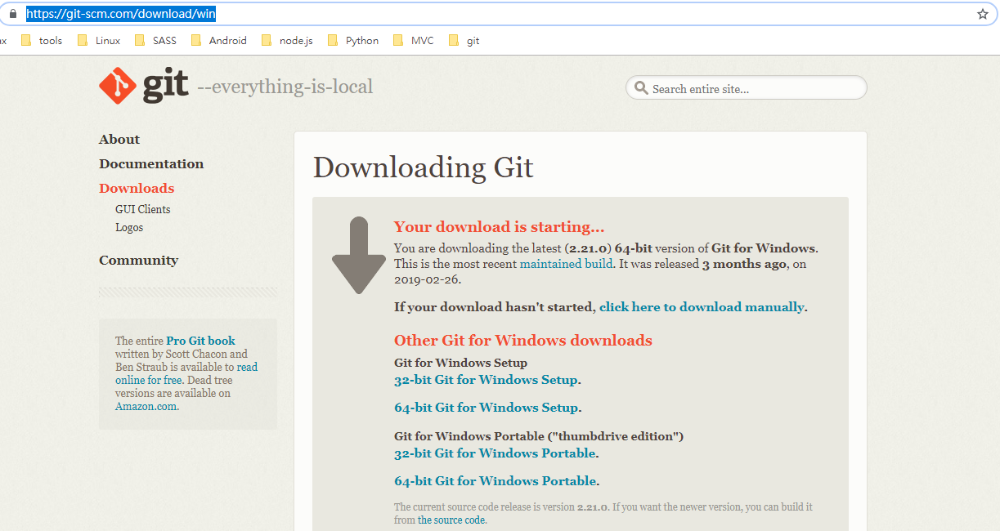 https://git-scm.com/download/win
x tools Linux SASS Android node.js Python MVC git
git --everything-is-local
Search entire site...
About
Documentation
Downloads
GUI Clients
Logos
Community
The entire Pro Git book
written by Scott Chacon and
Ben Straub is available to read
online for free. Dead tree
versions are available on
Amazon.com.
Downloading Git
Your download is starting...
You are downloading the latest (2.21.0) 64-bit version of Git for Windows.
This is the most recent maintained build. It was released 3 months ago, on
2019-02-26.
If your download hasn't started, click here to download manually.
Other Git for Windows downloads
Git for Windows Setup
32-bit Git for Windows Setup.
64-bit Git for Windows Setup.
Git for Windows Portable ("thumbdrive edition")
32-bit Git for Windows Portable.
64-bit Git for Windows Portable.
The current source code release is version 2.21.0. If you want the newer version, you can build it
from the source code.